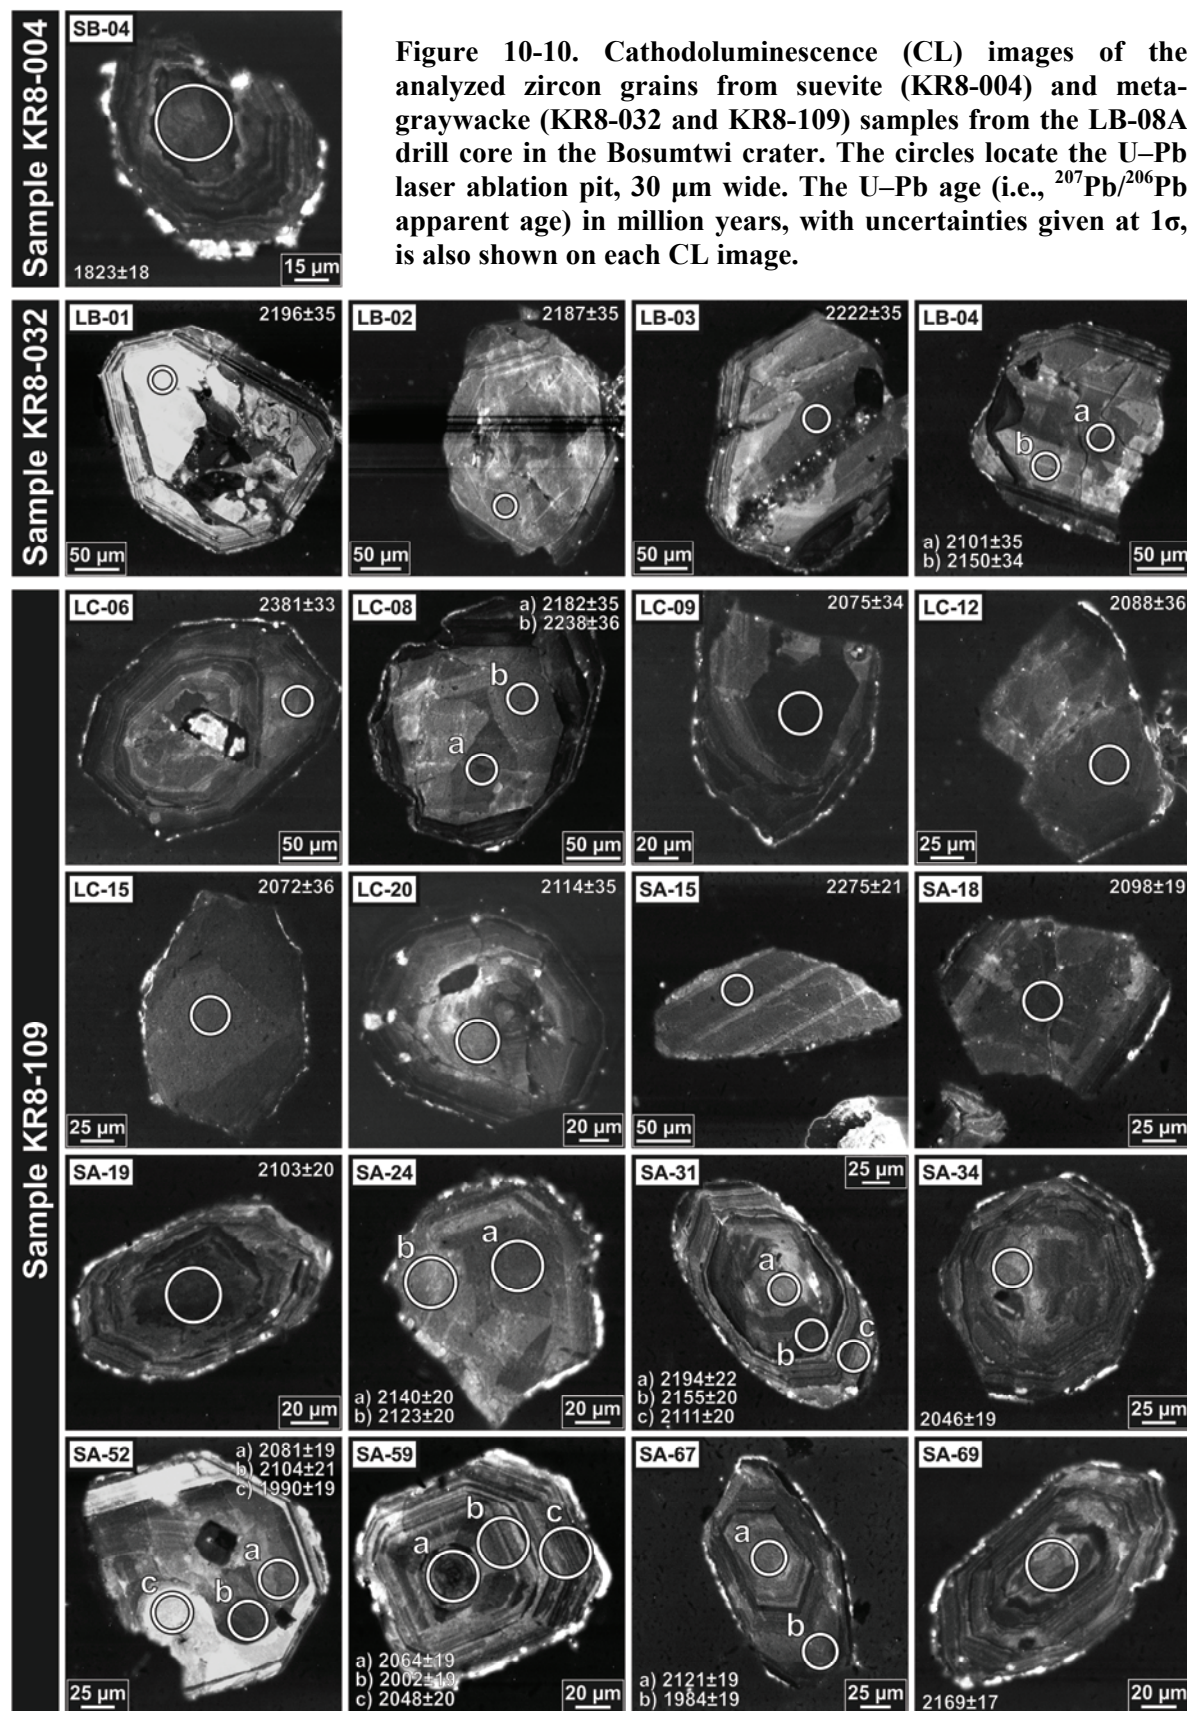 Sample KR8-004
SB-04
1823±18
15 µm
Figure 10-10. Cathodoluminescence (CL) images of the
analyzed zircon grains from suevite (KR8-004) and meta-
graywacke (KR8-032 and KR8-109) samples from the LB-08A
drill core in the Bosumtwi crater. The circles locate the U–Pb
laser ablation pit, 30 µm wide. The U–Pb age (i.e., ²⁰⁷Pb/²⁰⁶Pb
apparent age) in million years, with uncertainties given at 1σ,
is also shown on each CL image.
Sample KR8-032
LB-01
2196±35
50 µm
LB-02
2187±35
50 µm
LB-03
2222±35
50 µm
LB-04
a
b
a) 2101±35
b) 2150±34
50 µm
Sample KR8-109
LC-06
2381±33
50 µm
LC-08
a) 2182±35
b) 2238±36
b
a
50 µm
LC-09
2075±34
20 µm
LC-12
2088±36
25 µm
LC-15
2072±36
25 µm
LC-20
2114±35
20 µm
SA-15
2275±21
50 µm
SA-18
2098±19
25 µm
SA-19
2103±20
20 µm
SA-24
a
b
a) 2140±20
b) 2123±20
20 µm
SA-31
25 µm
a
b
c
a) 2194±22
b) 2155±20
c) 2111±20
SA-34
2046±19
25 µm
SA-52
a) 2081±19
b) 2104±21
c) 1990±19
a
b
c
25 µm
SA-59
b
c
a
a) 2064±19
b) 2002±19
c) 2048±20
20 µm
SA-67
a
b
a) 2121±19
b) 1984±19
25 µm
SA-69
2169±17
20 µm